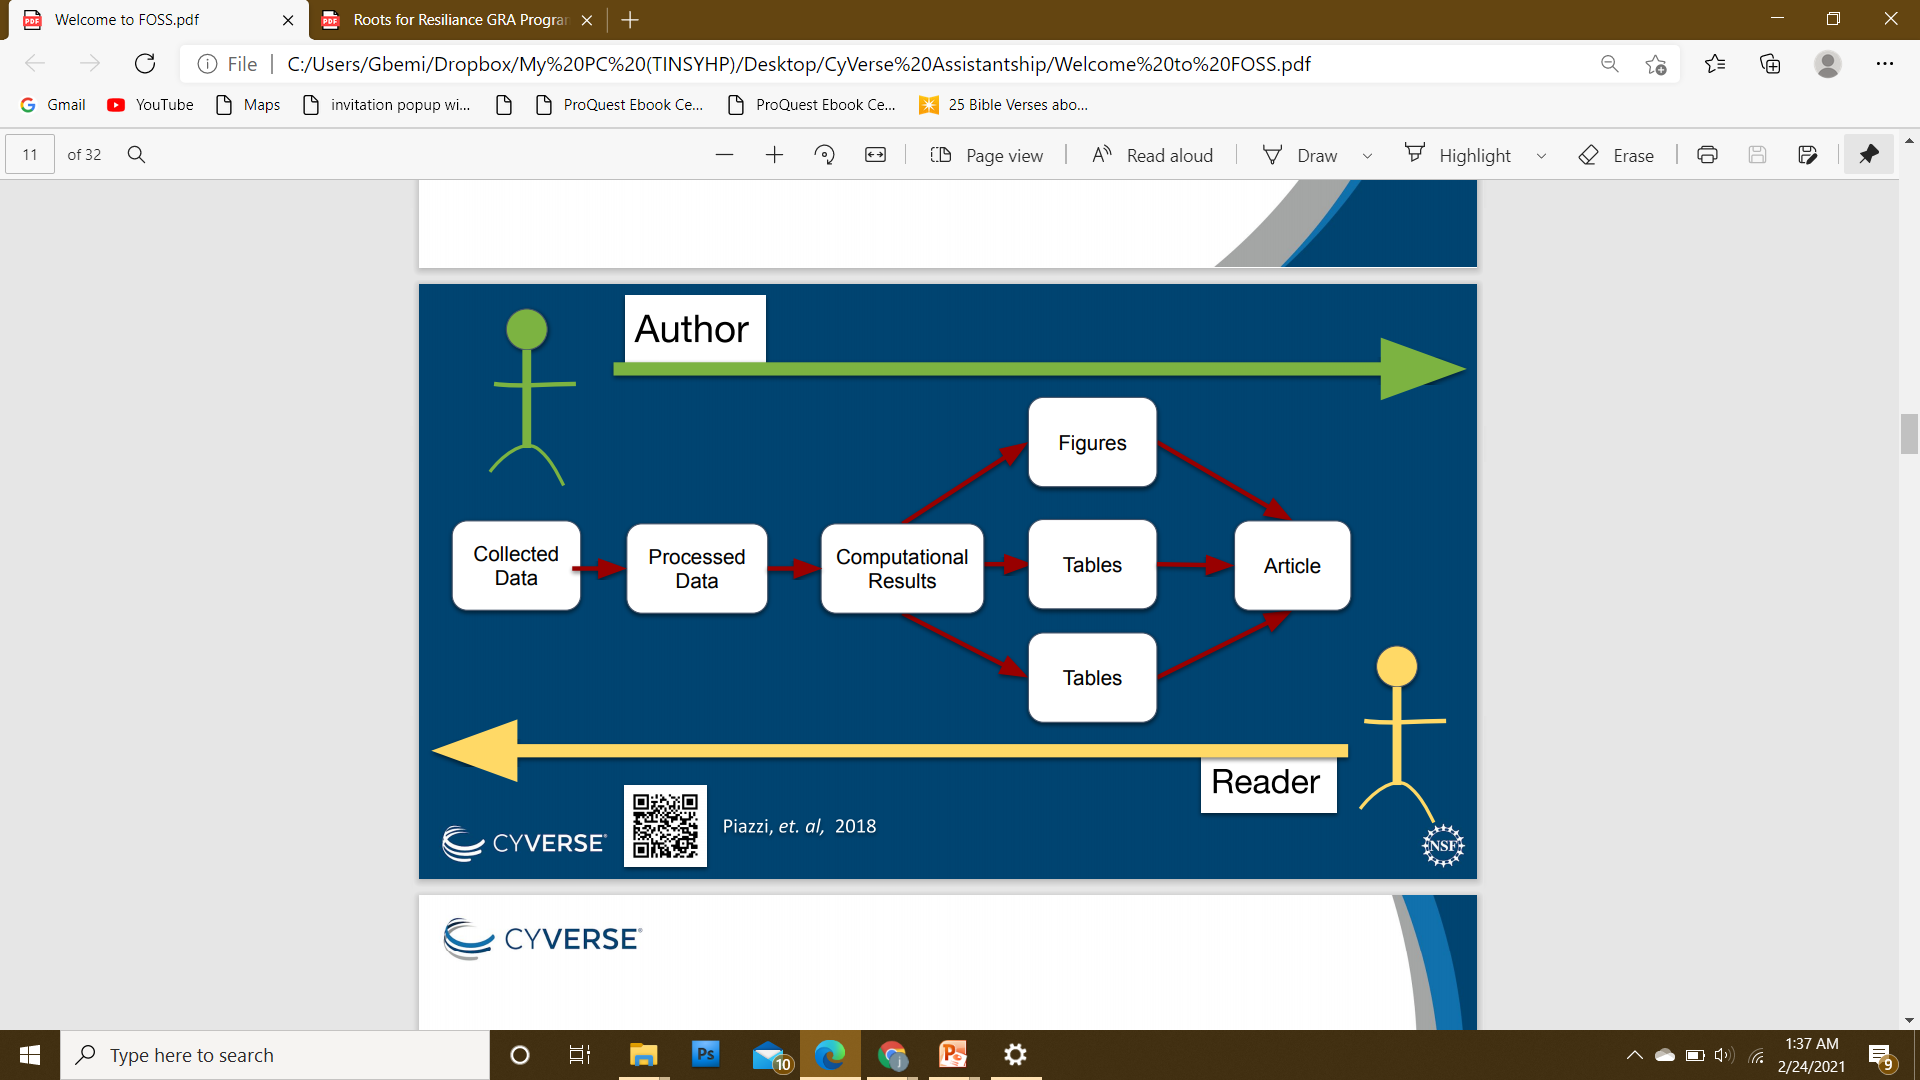 Welcome to FOSS.pdf
Roots for Resiliance GRA Progra
File
C:/Users/Gbemi/Dropbox/My%20PC%20(TINSYHP)/Desktop/CyVerse%20Assistantship/Welcome%20to%20FOSS.pdf
Gmail
YouTube
Maps
invitation popup wi...
ProQuest Ebook Ce...
ProQuest Ebook Ce...
25 Bible Verses abo...
11 of 32
Page view
Read aloud
Draw
Highlight
Erase
Author
Figures
Collected
Data
Processed
Data
Computational
Results
Tables
Article
Tables
Reader
Piazzi, et. al, 2018
CYVERSE®
NSF
CYVERSE®
Type here to search
Ps
10
1:37 AM
2/24/2021
9